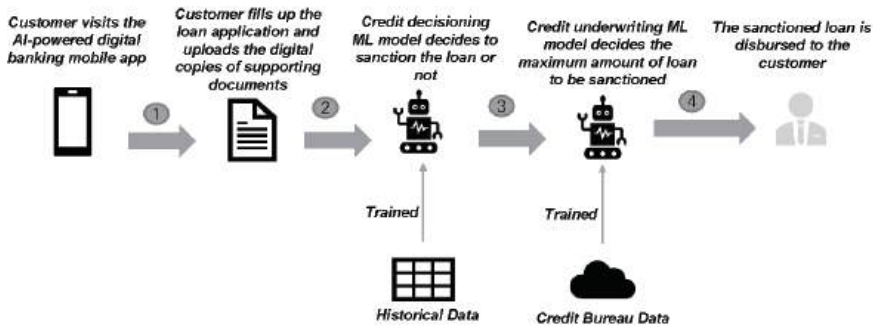 Customer visits the
AI-powered digital
banking mobile app
Customer fills up the
loan application and
uploads the digital
copies of supporting
documents
Credit decisioning
ML model decides to
sanction the loan or
not
Credit underwriting ML
model decides the
maximum amount of loan
to be sanctioned
The sanctioned loan is
disbursed to the
customer
1
2
3
4
Trained
Trained
Historical Data
Credit Bureau Data